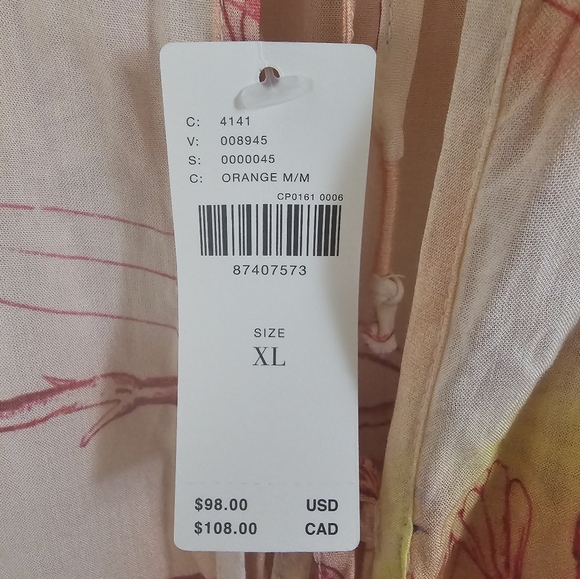 C: 4141
V: 008945
S: 0000045
C: ORANGE M/M
CP0161 0006
87407573
SIZE
XL
$98.00 USD
$108.00 CAD